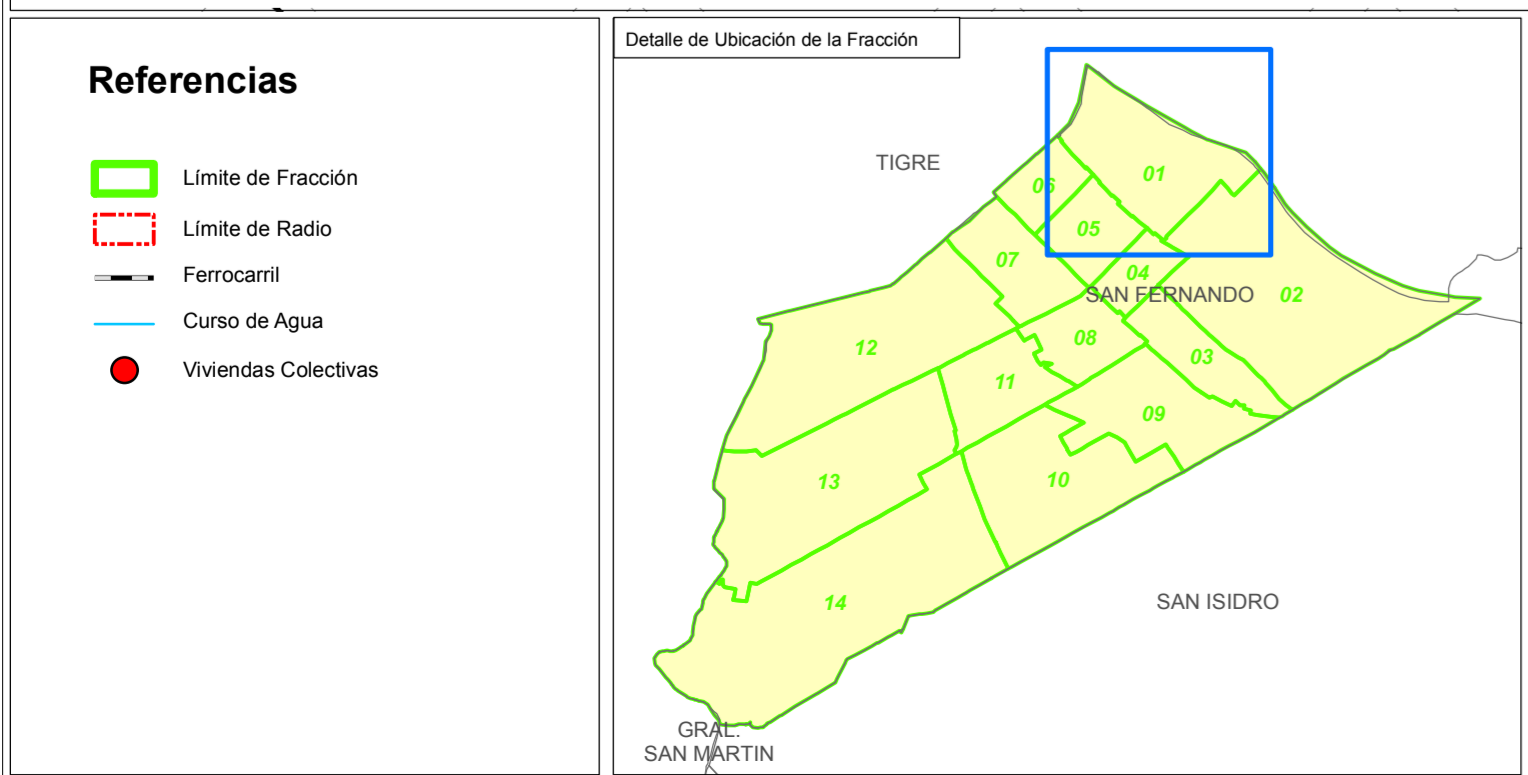 Referencias
Límite de Fracción
Límite de Radio
Ferrocarril
Curso de Agua
Viviendas Colectivas
Detalle de Ubicación de la Fracción
TIGRE
01
06
05
07
04
SAN FERNANDO
02
12
08
03
11
09
13
10
14
SAN ISIDRO
GRAL.
SAN MARTIN